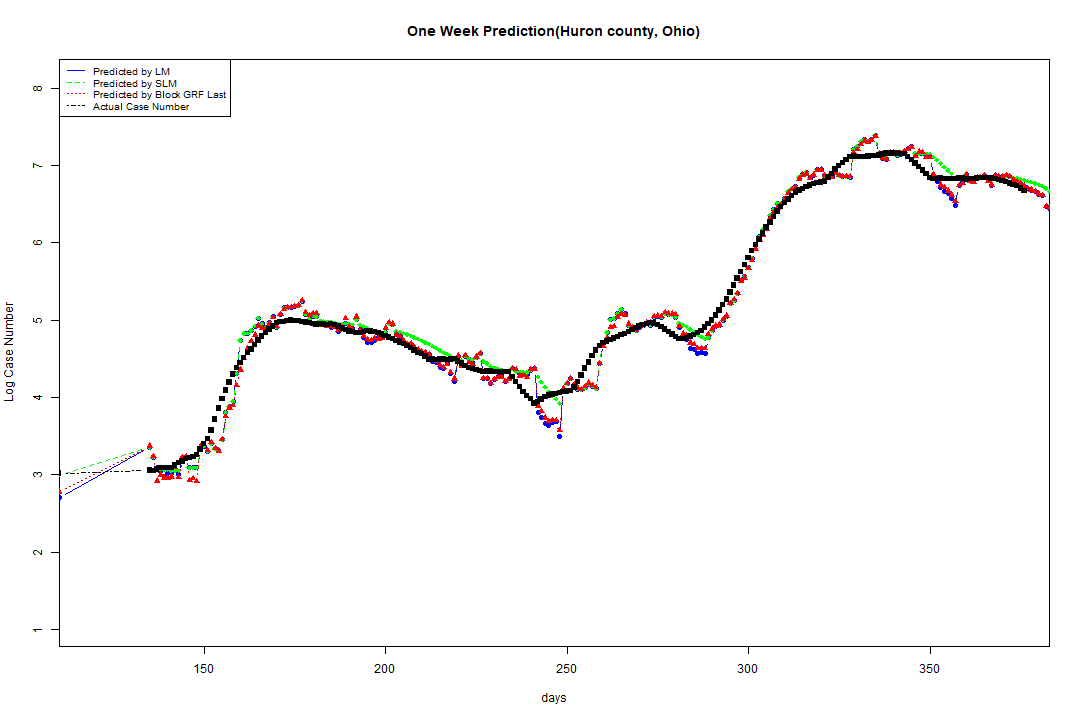 One Week Prediction(Huron county, Ohio)
Predicted by LM
Predicted by SLM
Predicted by Block GRF Last
Actual Case Number
8
7
6
5
4
3
2
1
Log Case Number
150 200 250 300 350
days